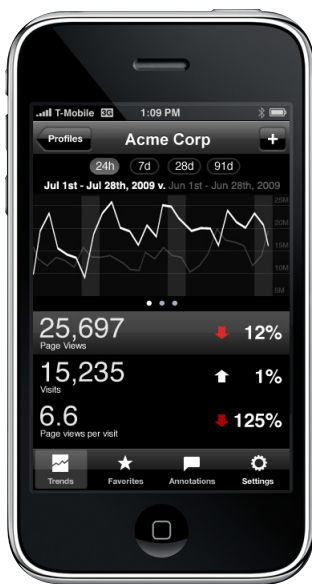 T-Mobile 3G 1:09 PM
Profiles Acme Corp +
24h 7d 28d 91d
Jul 1st - Jul 28th, 2009 v. Jun 1st - Jun 28th, 2009
25M
20M
15M
10M
5M
25,697 12%
Page Views
15,235 1%
Visits
6.6 125%
Page views per visit
Trends Favorites Annotations Settings